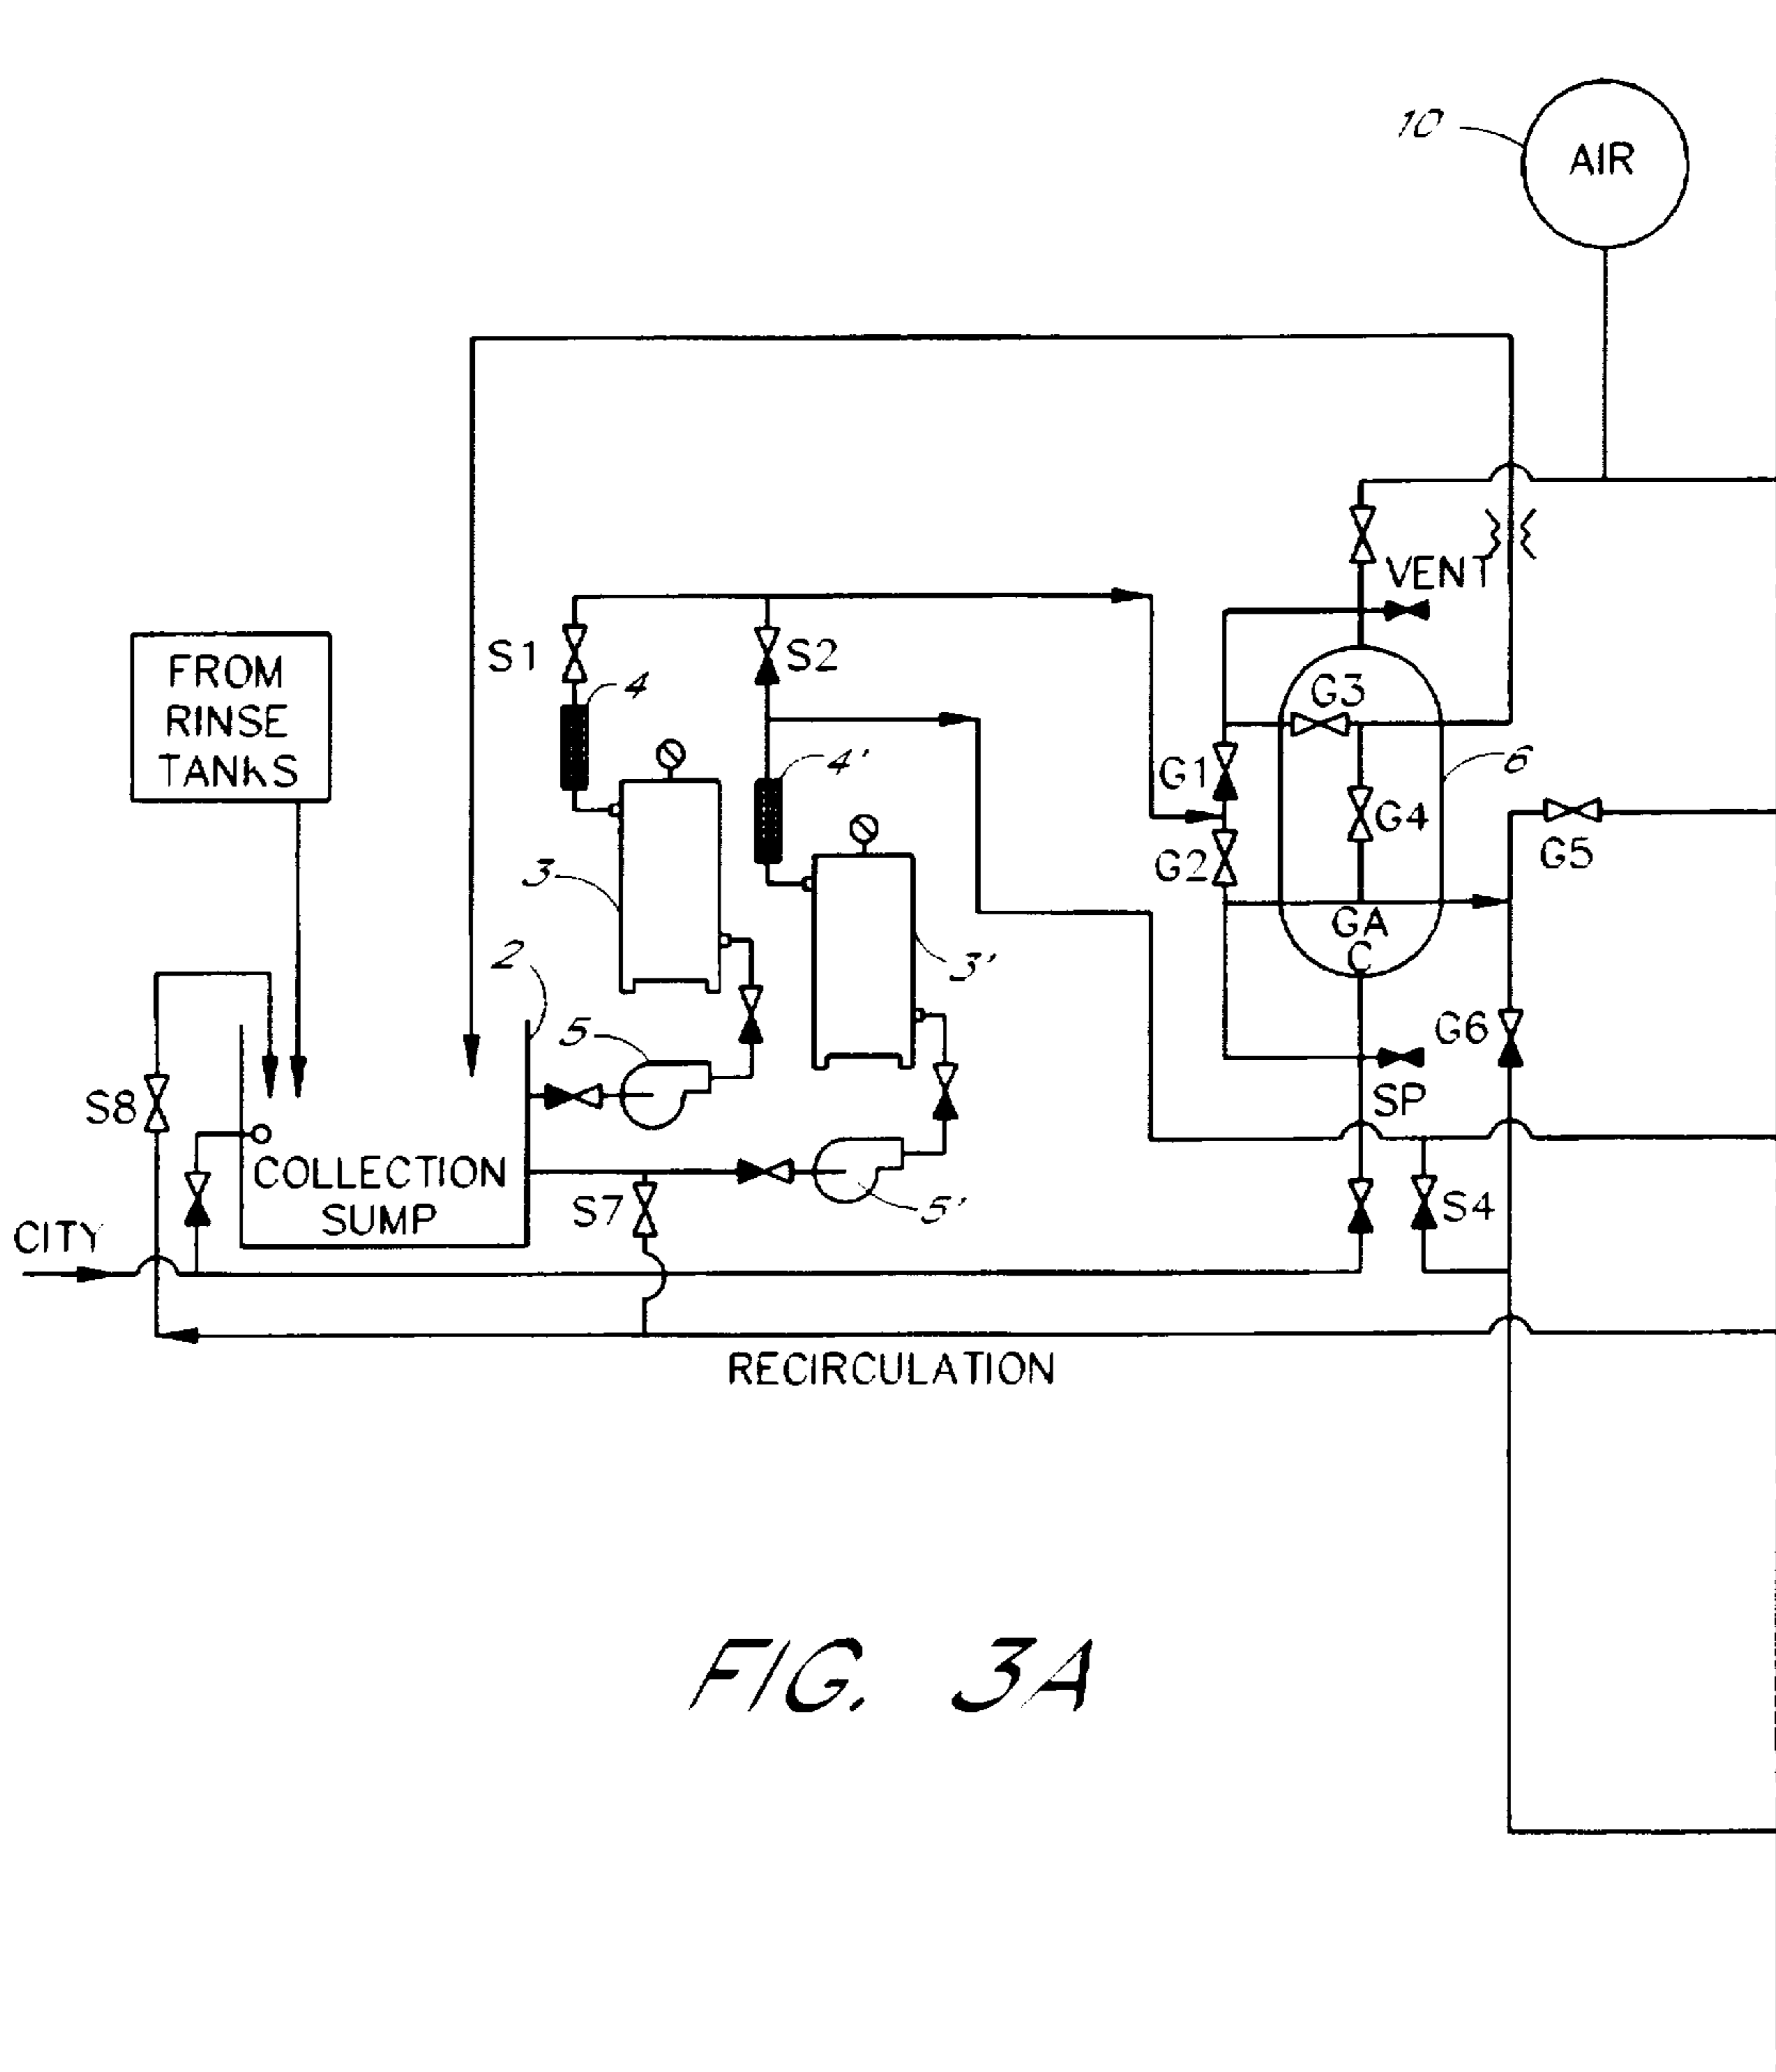 10
AIR
VENT
S1
S2
4
FROM
RINSE
TANKS
G3
4'
G1
6
G4
G2
G5
3
GA
C
2
3'
5
G6
S8
SP
COLLECTION
SUMP
S7
5'
S4
CITY
RECIRCULATION
FIG. 3A